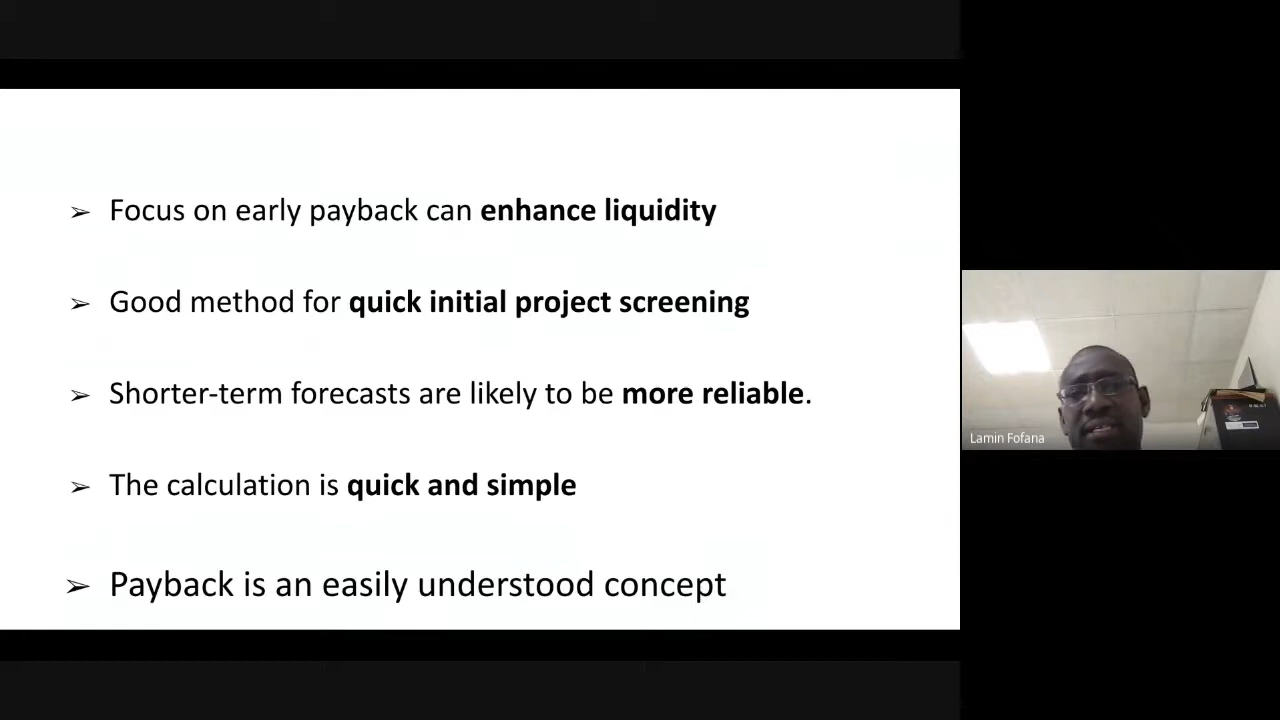 ➢ Focus on early payback can enhance liquidity
➢ Good method for quick initial project screening
➢ Shorter-term forecasts are likely to be more reliable.
➢ The calculation is quick and simple
➢ Payback is an easily understood concept
Lamin Fofana